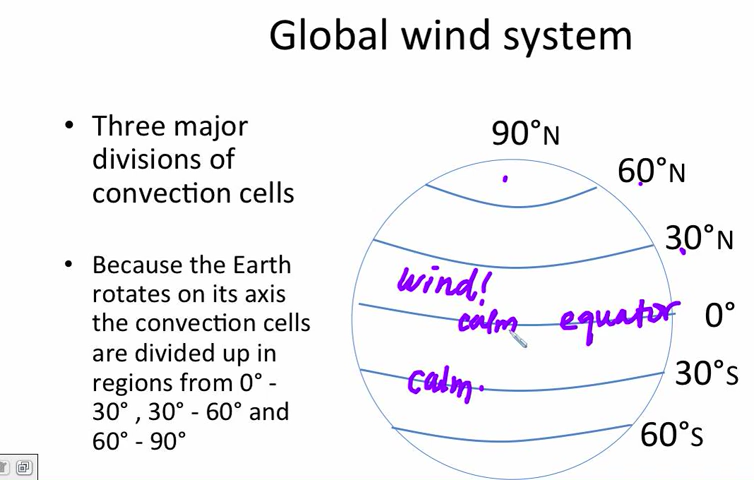 Global wind system
• Three major
divisions of
convection cells
• Because the Earth
rotates on its axis
the convection cells
are divided up in
regions from 0° -
30° , 30° - 60° and
60° - 90°
90°N
60°N
30°N
wind!
calm
equator
0°
calm.
30°S
60°S